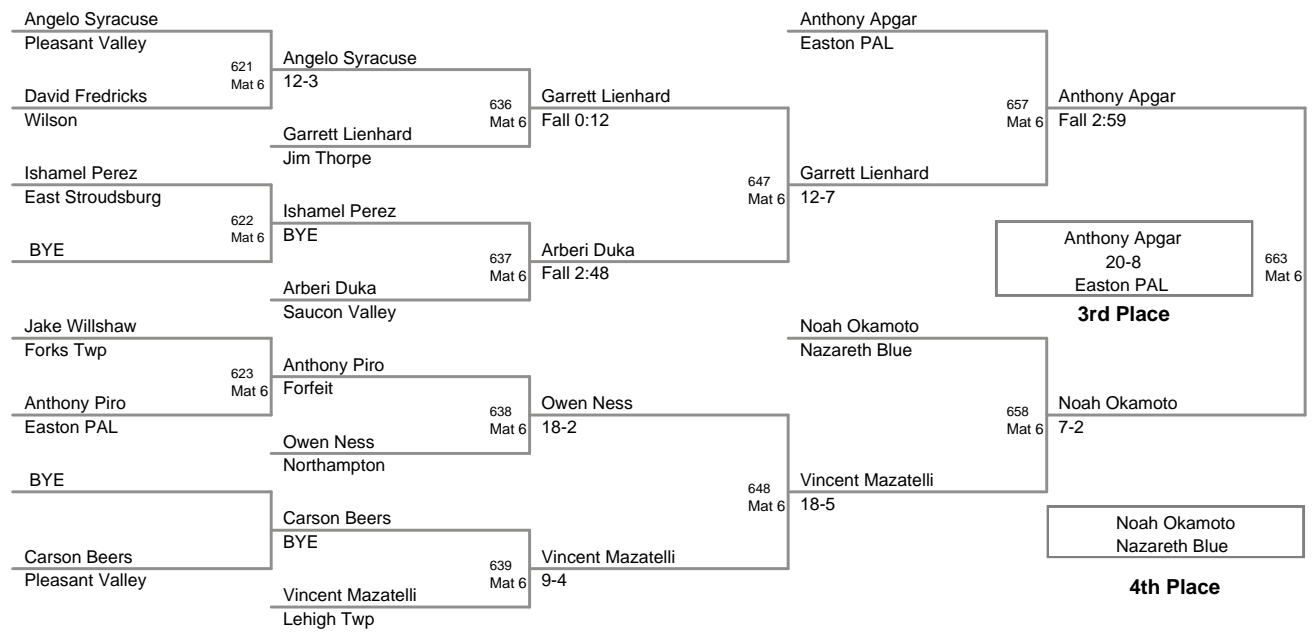 Angelo Syracuse
Pleasant Valley
621
Mat 6
David Fredricks
Wilson
Ishamel Perez
East Stroudsburg
622
Mat 6
BYE
Jake Willshaw
Forks Twp
623
Mat 6
Anthony Piro
Easton PAL
BYE
Carson Beers
Pleasant Valley
Angelo Syracuse
12-3
636
Mat 6
Garrett Lienhard
Jim Thorpe
Ishamel Perez
BYE
637
Mat 6
Arberi Duka
Saucon Valley
Anthony Piro
Forfeit
638
Mat 6
Owen Ness
Northampton
Carson Beers
BYE
639
Mat 6
Vincent Mazatelli
Lehigh Twp
Garrett Lienhard
Fall 0:12
647
Mat 6
Arberi Duka
Fall 2:48
Owen Ness
18-2
648
Mat 6
Vincent Mazatelli
9-4
Anthony Apgar
Easton PAL
657
Mat 6
Garrett Lienhard
12-7
Noah Okamoto
Nazareth Blue
658
Mat 6
Vincent Mazatelli
18-5
Anthony Apgar
Fall 2:59
663
Mat 6
Noah Okamoto
7-2
Anthony Apgar
20-8
Easton PAL
3rd Place
Noah Okamoto
Nazareth Blue
4th Place